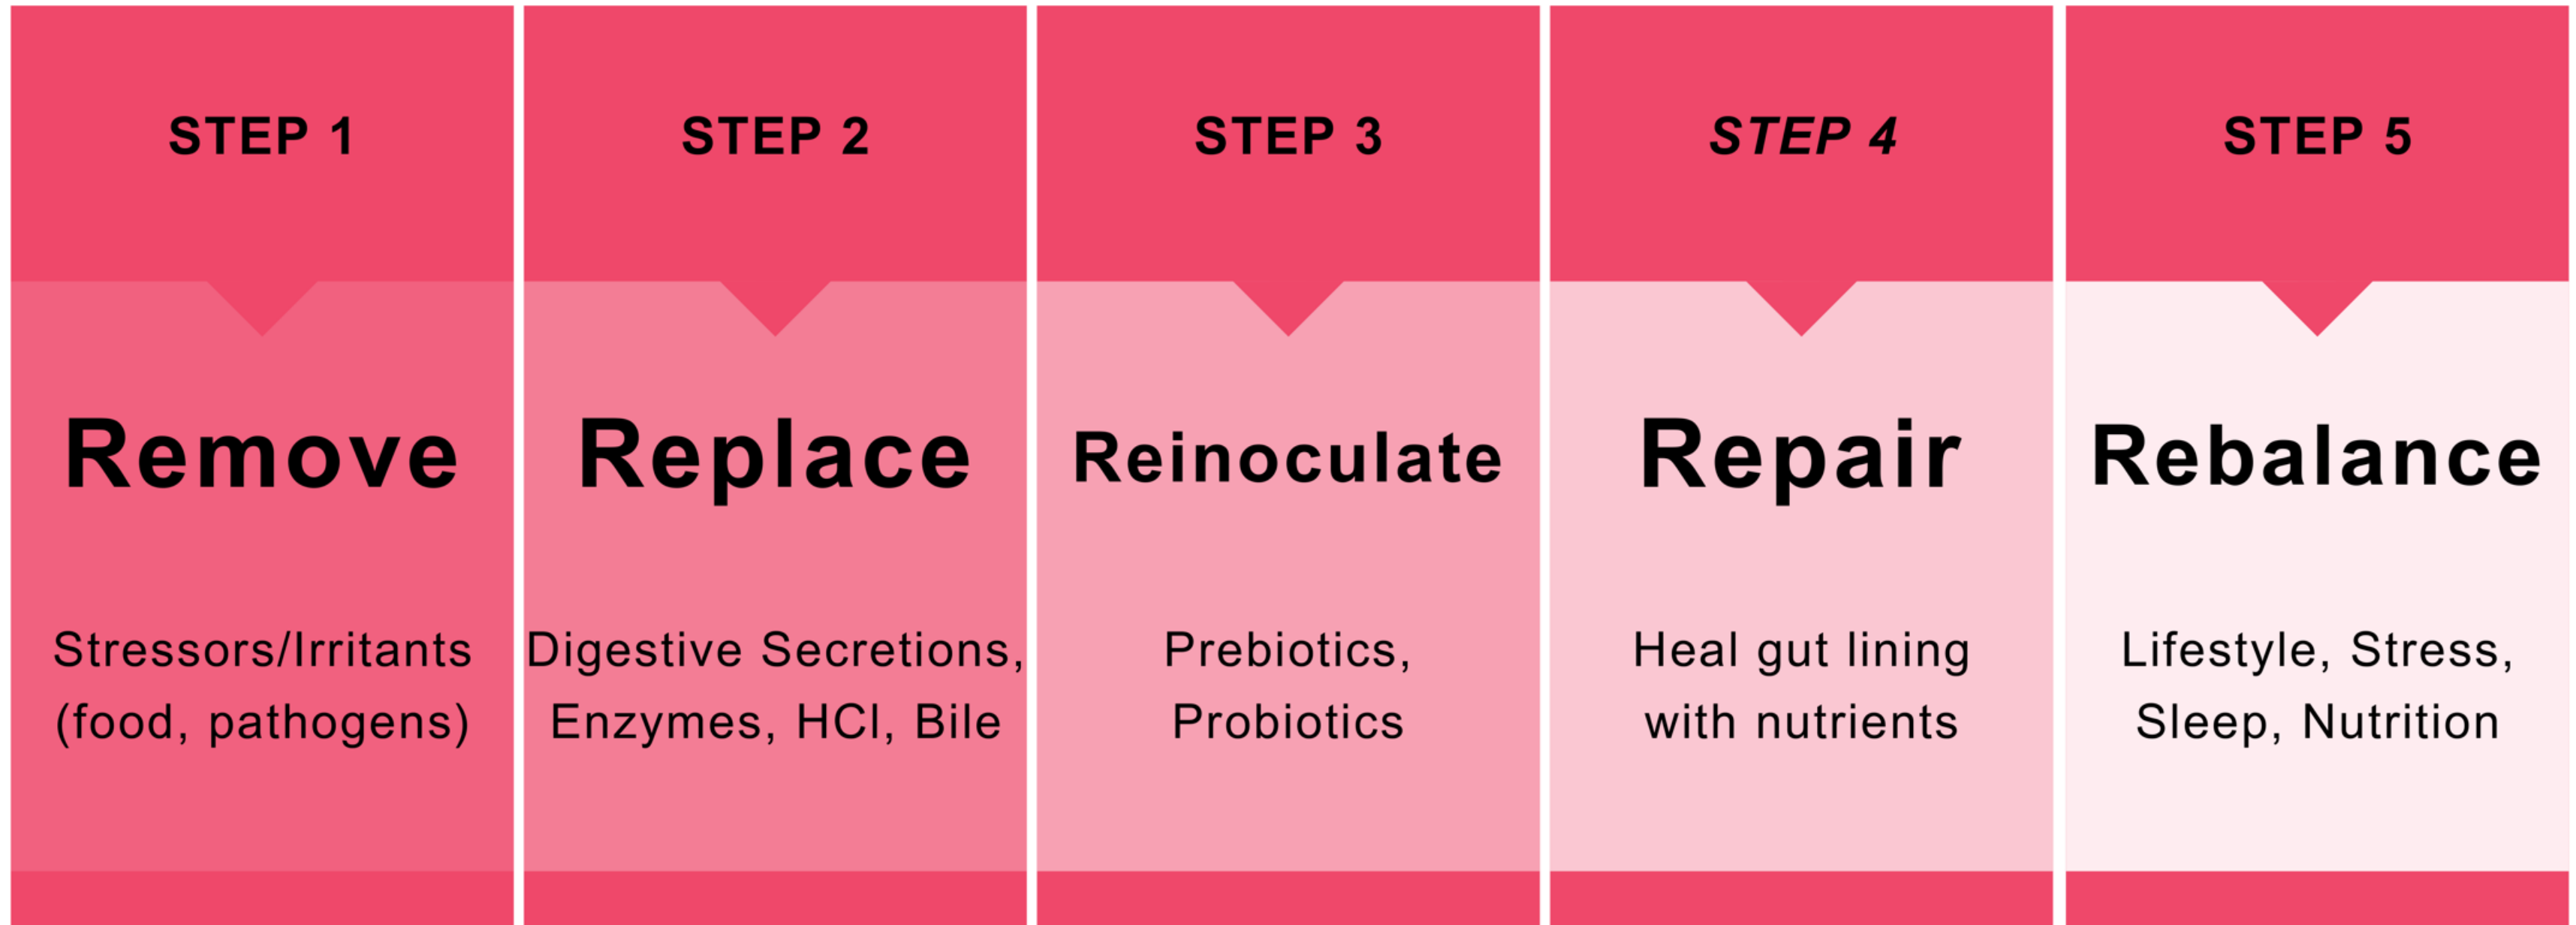 STEP 1
Remove
Stressors/Irritants
(food, pathogens)
STEP 2
Replace
Digestive Secretions,
Enzymes, HCl, Bile
STEP 3
Reinoculate
Prebiotics,
Probiotics
STEP 4
Repair
Heal gut lining
with nutrients
STEP 5
Rebalance
Lifestyle, Stress,
Sleep, Nutrition